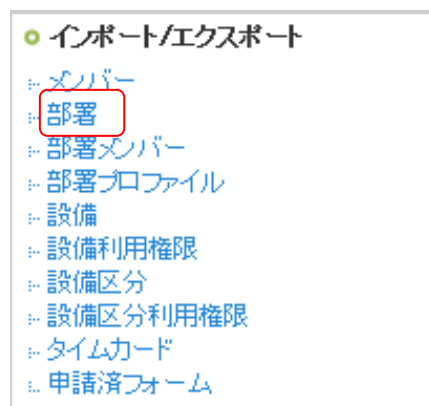 インポート/エクスポート
メンバー
部署
部署メンバー
部署プロファイル
設備
設備利用権限
設備区分
設備区分利用権限
タイムカード
申請済フォーム